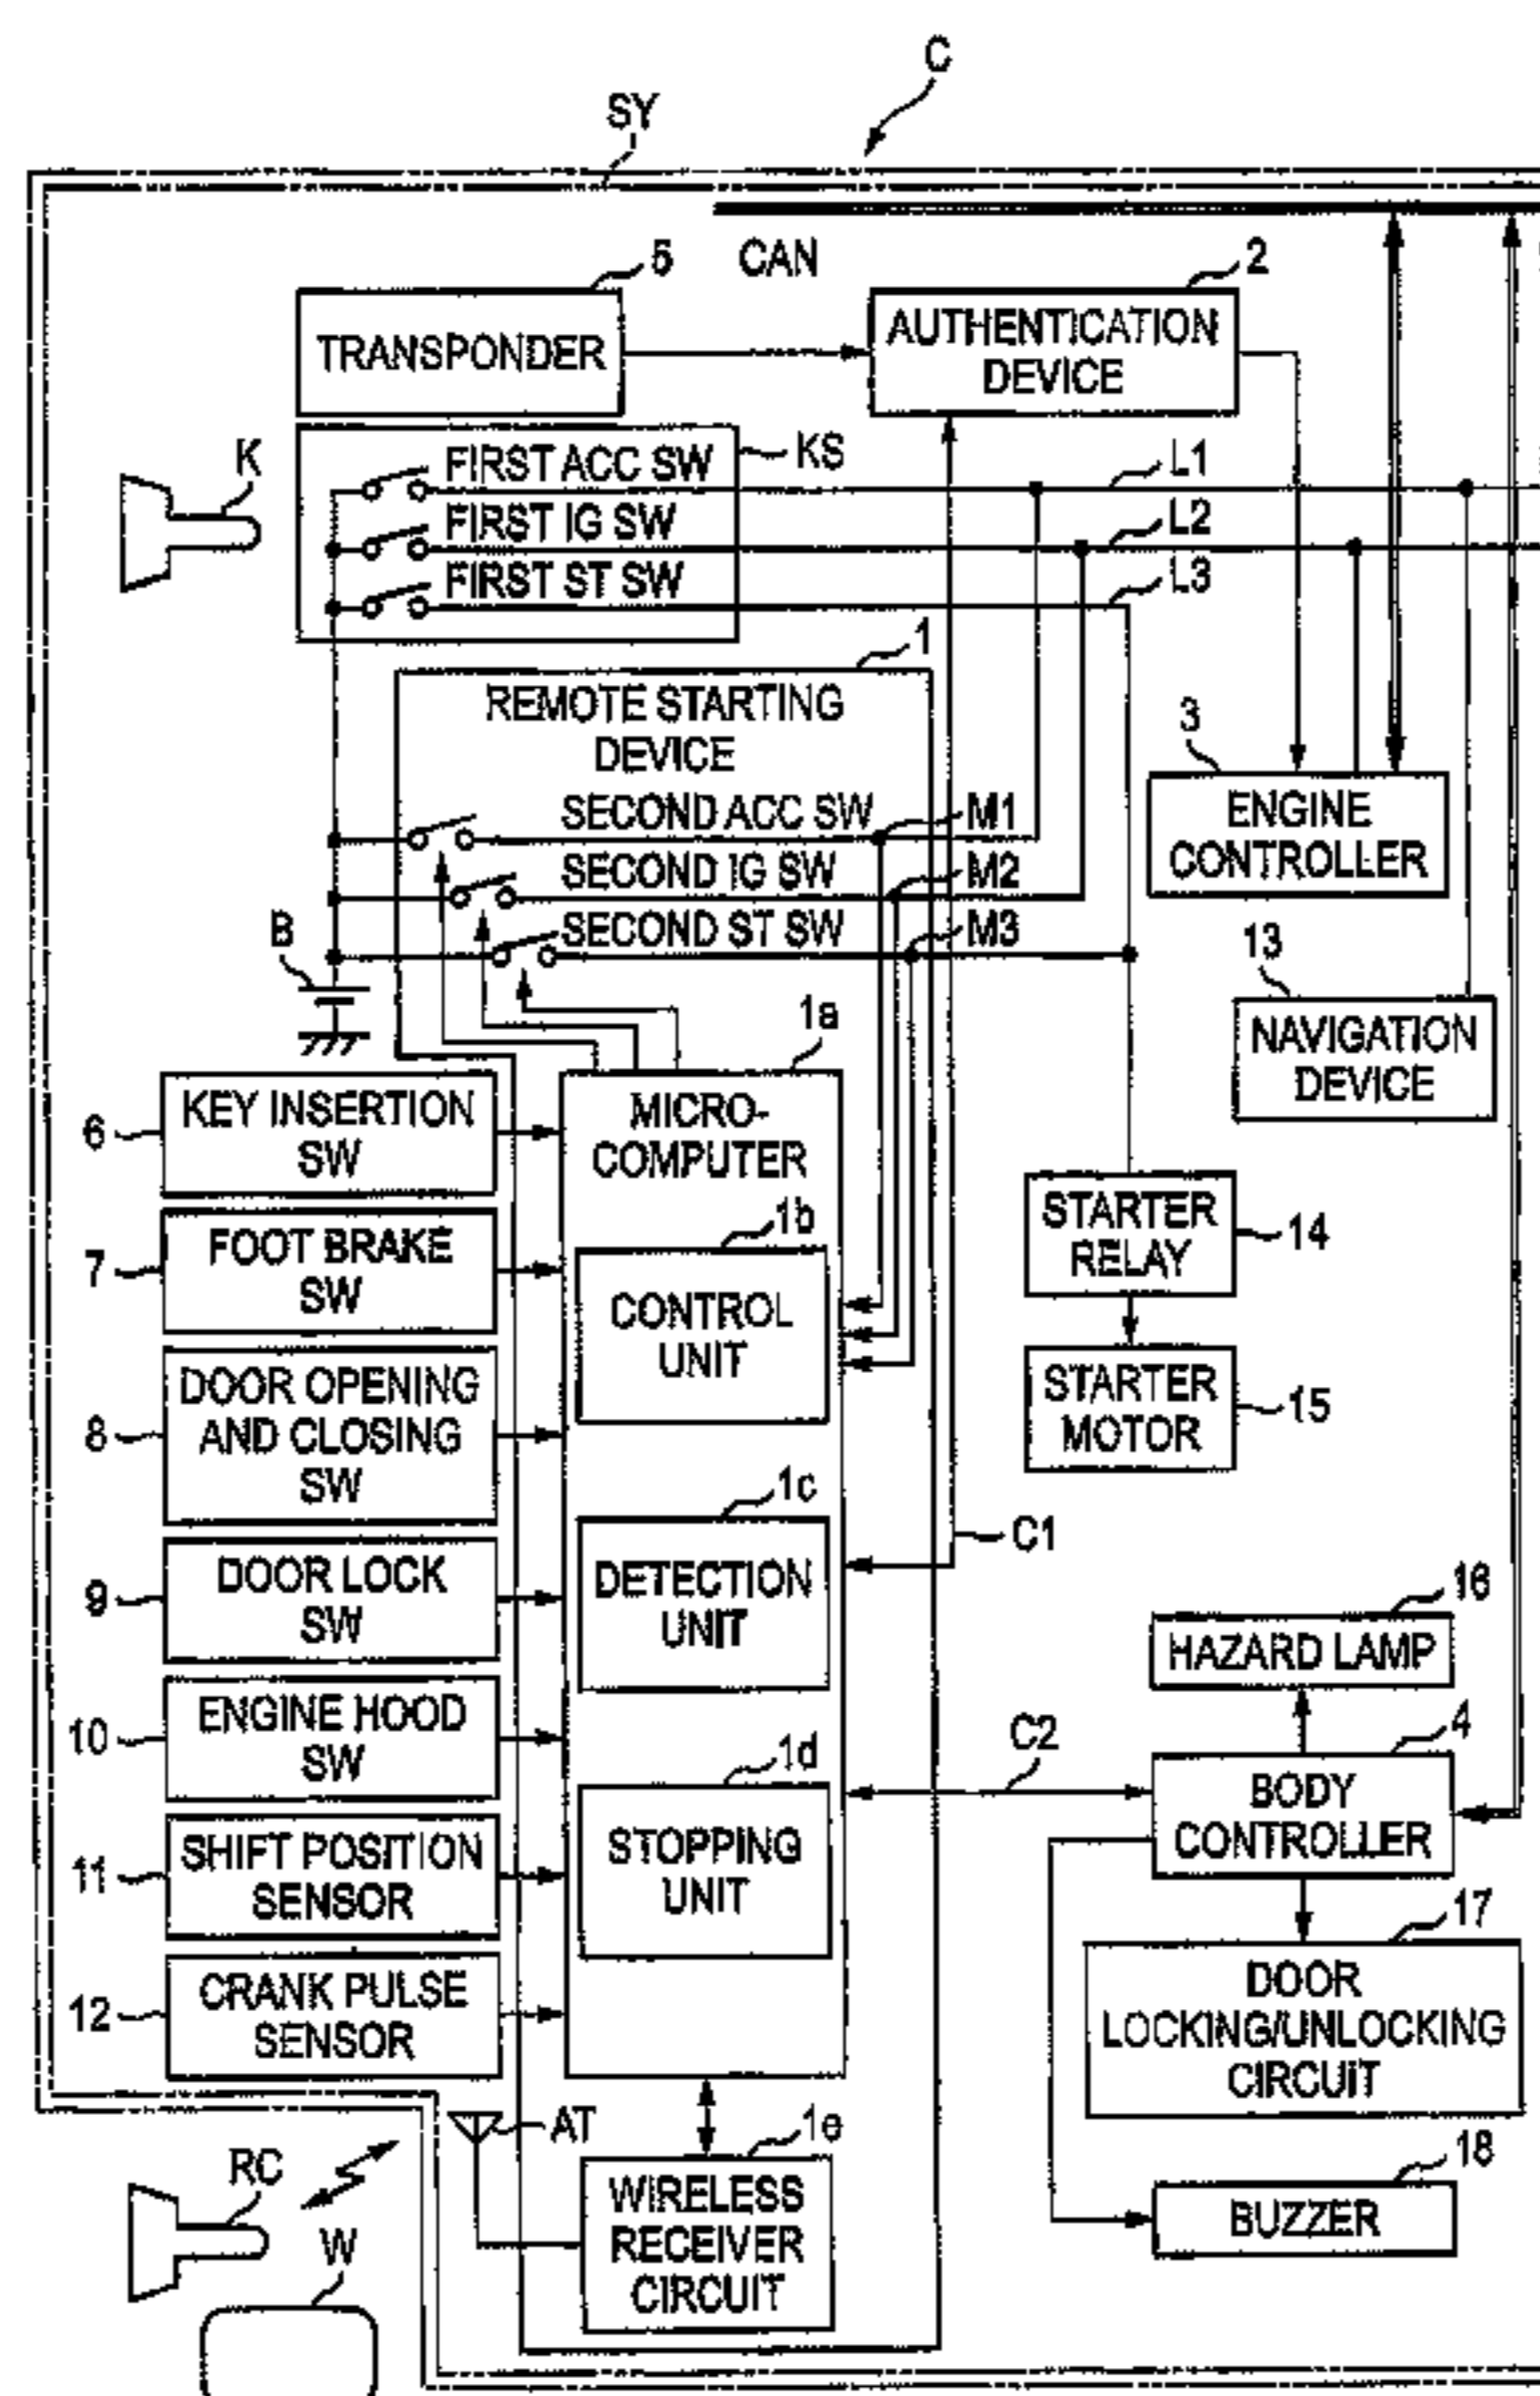 C
SY
CAN
5
TRANSPONDER
2
AUTHENTICATION
DEVICE
K
KS
FIRST ACC SW
L1
FIRST IG SW
L2
FIRST ST SW
L3
1
REMOTE STARTING
DEVICE
3
ENGINE
CONTROLLER
SECOND ACC SW
M1
SECOND IG SW
M2
SECOND ST SW
M3
B
13
NAVIGATION
DEVICE
1a
MICRO-
COMPUTER
6
KEY INSERTION
SW
7
FOOT BRAKE
SW
8
DOOR OPENING
AND CLOSING
SW
9
DOOR LOCK
SW
10
ENGINE HOOD
SW
11
SHIFT POSITION
SENSOR
12
CRANK PULSE
SENSOR
1b
CONTROL
UNIT
1c
DETECTION
UNIT
1d
STOPPING
UNIT
STARTER
RELAY
14
STARTER
MOTOR
15
C1
16
HAZARD LAMP
C2
4
BODY
CONTROLLER
17
DOOR
LOCKING/UNLOCKING
CIRCUIT
18
BUZZER
AT
1e
WIRELESS
RECEIVER
CIRCUIT
RC
W